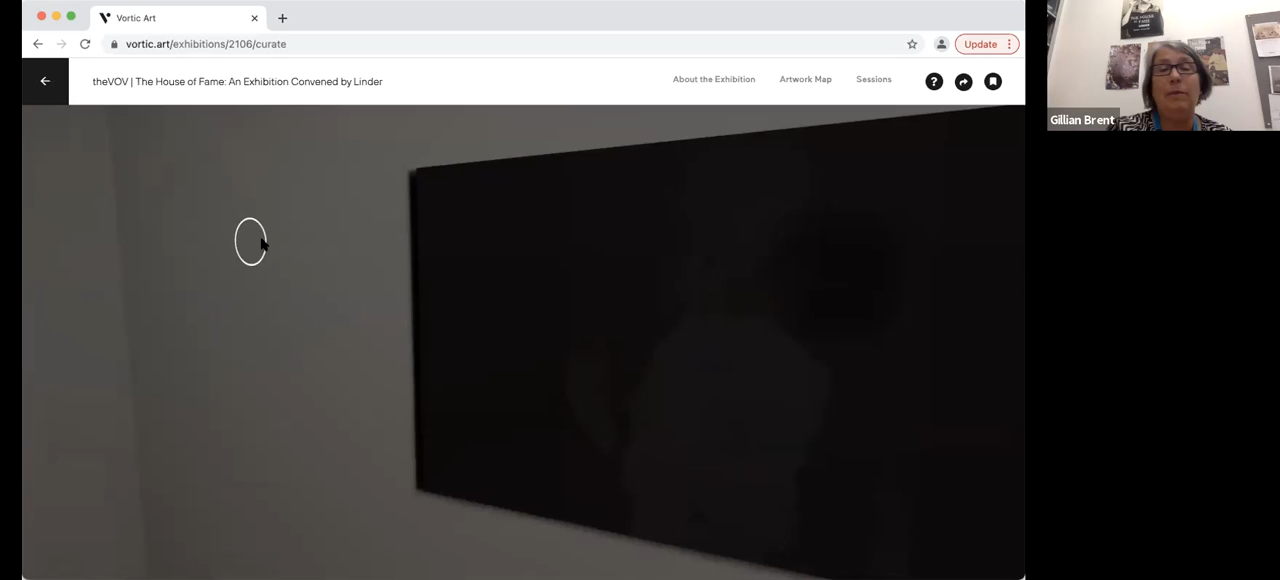 Vortic Art
vortic.art/exhibitions/2106/curate
Update
theVOV | The House of Fame: An Exhibition Convened by Linder
About the Exhibition
Artwork Map
Sessions
?
Gillian Brent